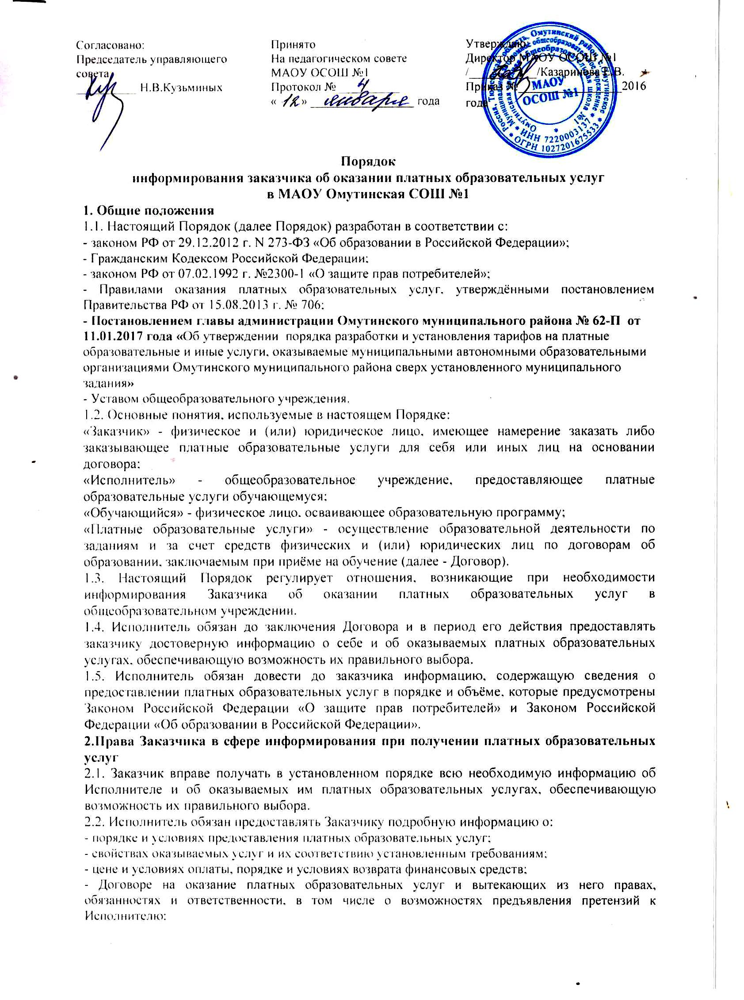 Согласовано:
Председатель управляющего
совета
Н.В.Кузьминых
Принято
На педагогическом совете
МАОУ ОСОШ №1
Протокол № 4
« 12 » января года
Утверждаю:
Директор МАОУ ОСОШ №1
/ /Казаринова Е.В.
Приказ № 2016
года
МАОУ
ОСОШ №1
* ИНН 7220003137 *
* ОГРН 1027201675533 *
Порядок
информирования заказчика об оказании платных образовательных услуг
в МАОУ Омутинская СОШ №1
1. Общие положения
1.1. Настоящий Порядок (далее Порядок) разработан в соответствии с:
- законом РФ от 29.12.2012 г. N 273-ФЗ «Об образовании в Российской Федерации»;
- Гражданским Кодексом Российской Федерации;
- законом РФ от 07.02.1992 г. №2300-1 «О защите прав потребителей»;
- Правилами оказания платных образовательных услуг, утверждёнными постановлением
Правительства РФ от 15.08.2013 г. № 706;
- Постановлением главы администрации Омутинского муниципального района № 62-П от
11.01.2017 года «Об утверждении порядка разработки и установления тарифов на платные
образовательные и иные услуги, оказываемые муниципальными автономными образовательными
организациями Омутинского муниципального района сверх установленного муниципального
задания»
- Уставом общеобразовательного учреждения.
1.2. Основные понятия, используемые в настоящем Порядке:
«Заказчик» - физическое и (или) юридическое лицо, имеющее намерение заказать либо
заказывающее платные образовательные услуги для себя или иных лиц на основании
договора;
«Исполнитель» - общеобразовательное учреждение, предоставляющее платные
образовательные услуги обучающемуся;
«Обучающийся» - физическое лицо, осваивающее образовательную программу;
«Платные образовательные услуги» - осуществление образовательной деятельности по
заданиям и за счет средств физических и (или) юридических лиц по договорам об
образовании, заключаемым при приёме на обучение (далее - Договор).
1.3. Настоящий Порядок регулирует отношения, возникающие при необходимости
информирования Заказчика об оказании платных образовательных услуг в
общеобразовательном учреждении.
1.4. Исполнитель обязан до заключения Договора и в период его действия предоставлять
заказчику достоверную информацию о себе и об оказываемых платных образовательных
услугах, обеспечивающую возможность их правильного выбора.
1.5. Исполнитель обязан довести до заказчика информацию, содержащую сведения о
предоставлении платных образовательных услуг в порядке и объёме, которые предусмотрены
Законом Российской Федерации «О защите прав потребителей» и Законом Российской
Федерации «Об образовании в Российской Федерации».
2.Права Заказчика в сфере информирования при получении платных образовательных
услуг
2.1. Заказчик вправе получать в установленном порядке всю необходимую информацию об
Исполнителе и об оказываемых им платных образовательных услугах, обеспечивающую
возможность их правильного выбора.
2.2. Исполнитель обязан предоставлять Заказчику подробную информацию о:
- порядке и условиях предоставления платных образовательных услуг;
- свойствах оказываемых услуг и их соответствию установленным требованиям;
- цене и условиях оплаты, порядке и условиях возврата финансовых средств;
- Договоре на оказание платных образовательных услуг и вытекающих из него правах,
обязанностях и ответственности, в том числе о возможностях предъявления претензий к
Исполнителю;